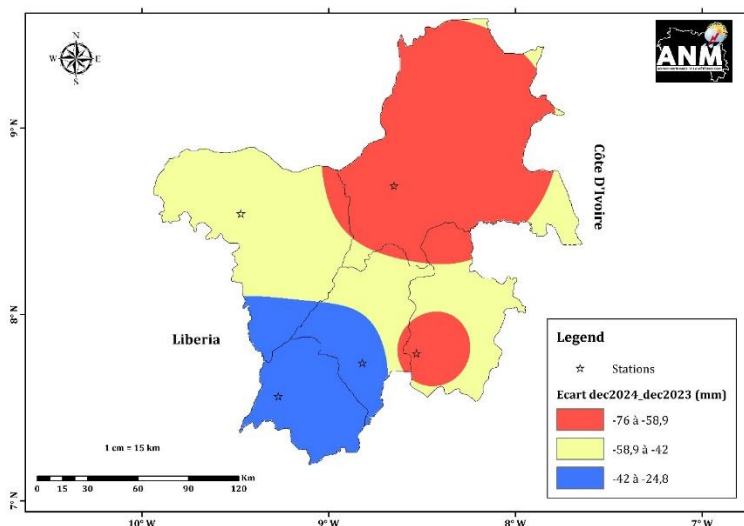 N
W E
S
ANM
9° N
8° N
7° N
Côte D'Ivoire
Liberia
1 cm = 15 km
Km
0 15 30 60 90 120
Legend
Stations
Ecart dec2024_dec2023 (mm)
-76 à -58,9
-58,9 à -42
-42 à -24,8
10° W 9° W 8° W 7° W